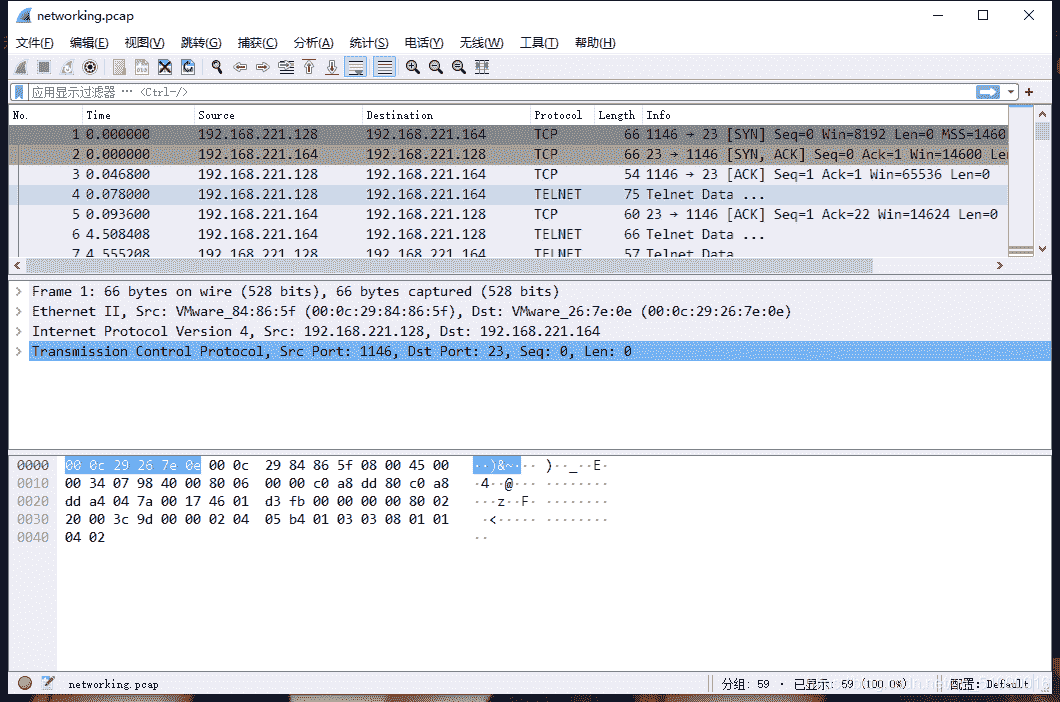 networking.pcap
文件(F) 编辑(E) 视图(V) 跳转(G) 捕获(C) 分析(A) 统计(S) 电话(Y) 无线(W) 工具(T) 帮助(H)
应用显示过滤器 … <Ctrl-/>
No. Time Source Destination Protocol Length Info
1 0.000000 192.168.221.128 192.168.221.164 TCP 66 1146 → 23 [SYN] Seq=0 Win=8192 Len=0 MSS=1460
2 0.000000 192.168.221.164 192.168.221.128 TCP 66 23 → 1146 [SYN, ACK] Seq=0 Ack=1 Win=14600 Le
3 0.046800 192.168.221.128 192.168.221.164 TCP 54 1146 → 23 [ACK] Seq=1 Ack=1 Win=65536 Len=0
4 0.078000 192.168.221.128 192.168.221.164 TELNET 75 Telnet Data ...
5 0.093600 192.168.221.164 192.168.221.128 TCP 60 23 → 1146 [ACK] Seq=1 Ack=22 Win=14624 Len=0
6 4.508408 192.168.221.164 192.168.221.128 TELNET 66 Telnet Data ...
7 4.555208 192.168.221.128 192.168.221.164 TELNET 57 Telnet Data
Frame 1: 66 bytes on wire (528 bits), 66 bytes captured (528 bits)
Ethernet II, Src: VMware_84:86:5f (00:0c:29:84:86:5f), Dst: VMware_26:7e:0e (00:0c:29:26:7e:0e)
Internet Protocol Version 4, Src: 192.168.221.128, Dst: 192.168.221.164
Transmission Control Protocol, Src Port: 1146, Dst Port: 23, Seq: 0, Len: 0
0000 00 0c 29 26 7e 0e 00 0c 29 84 86 5f 08 00 45 00 ··)&~··· )··_··E·
0010 00 34 07 98 40 00 80 06 00 00 c0 a8 dd 80 c0 a8 ·4··@··· ········
0020 dd a4 04 7a 00 17 46 01 d3 fb 00 00 00 00 80 02 ···z··F· ········
0030 20 00 3c 9d 00 00 02 04 05 b4 01 03 03 08 01 01 ·<····· ········
0040 04 02 ··
networking.pcap 分组: 59 · 已显示: 59 (100.0%) 配置: Default